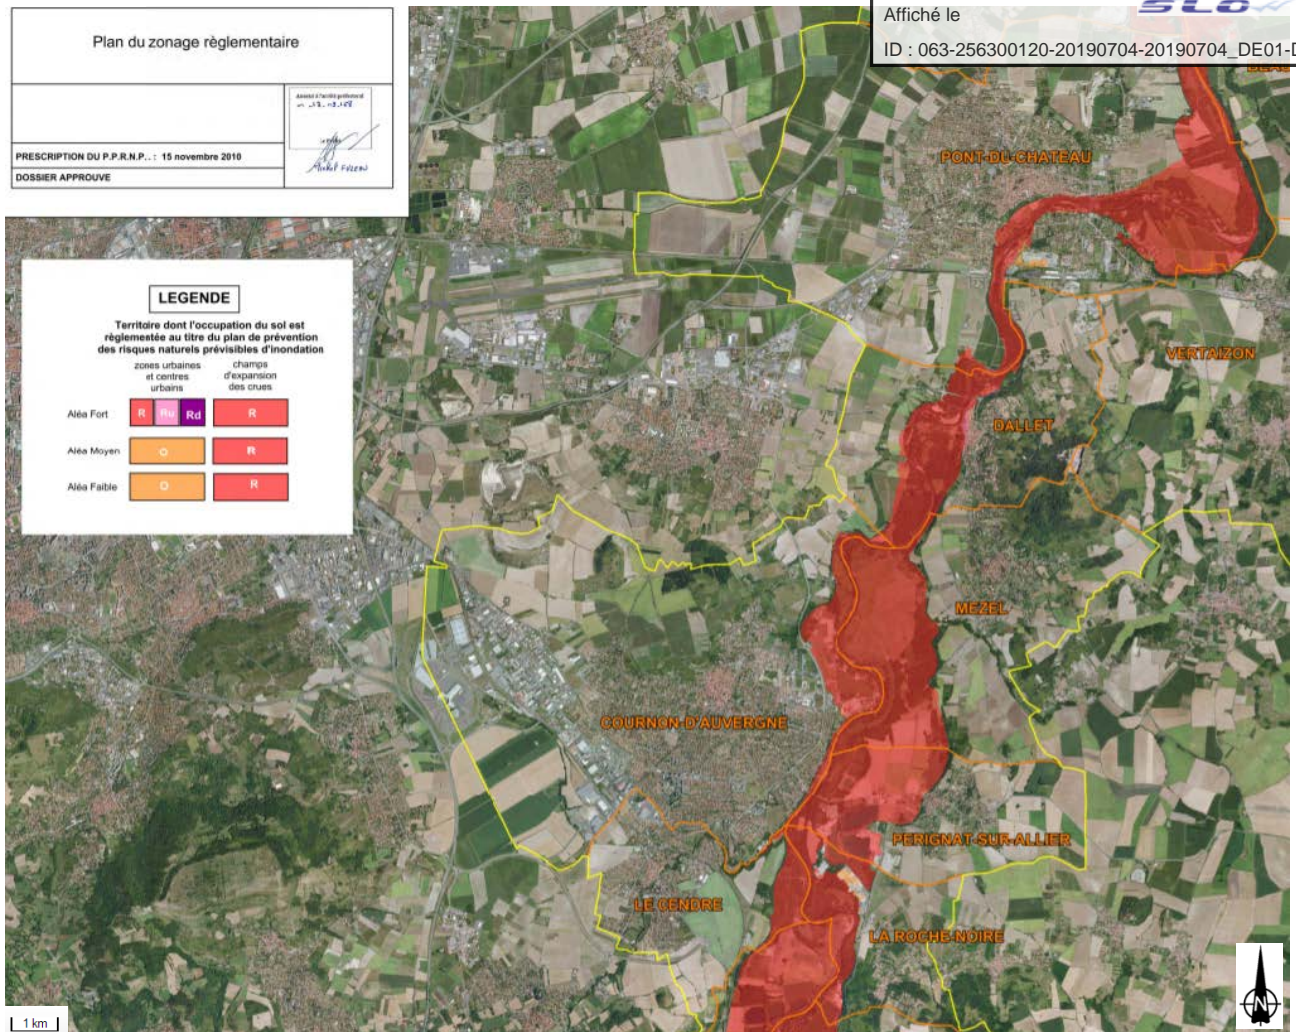 Plan du zonage règlementaire
PRESCRIPTION DU P.P.R.N.P.. : 15 novembre 2010
DOSSIER APPROUVE
Affiché le
SLO
ID : 063-256300120-20190704-20190704_DE01-D
LEGENDE
Territoire dont l'occupation du sol est
règlementée au titre du plan de prévention
des risques naturels prévisibles d'inondation
zones urbaines
et centres
urbains
champs
d'expansion
des crues
Aléa Fort R Ru Rd R
Aléa Moyen O R
Aléa Faible O R
PONT-DU-CHATEAU
VERTAIZON
DALLET
MEZEL
COURNON-D'AUVERGNE
PERIGNAT-SUR-ALLIER
LE CENDRE
LA ROCHE-NOIRE
1 km
N